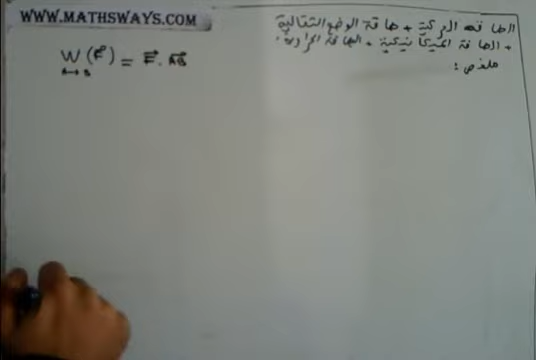 WWW.MATHSWAYS.COM
الطاقة الحركية + طاقة الوضع الثقالية
+ الطاقة الميكانيكية + الطاقة الحرارية.
ملخص:
W (F⃗) = F⃗ . AB⃗
A→B